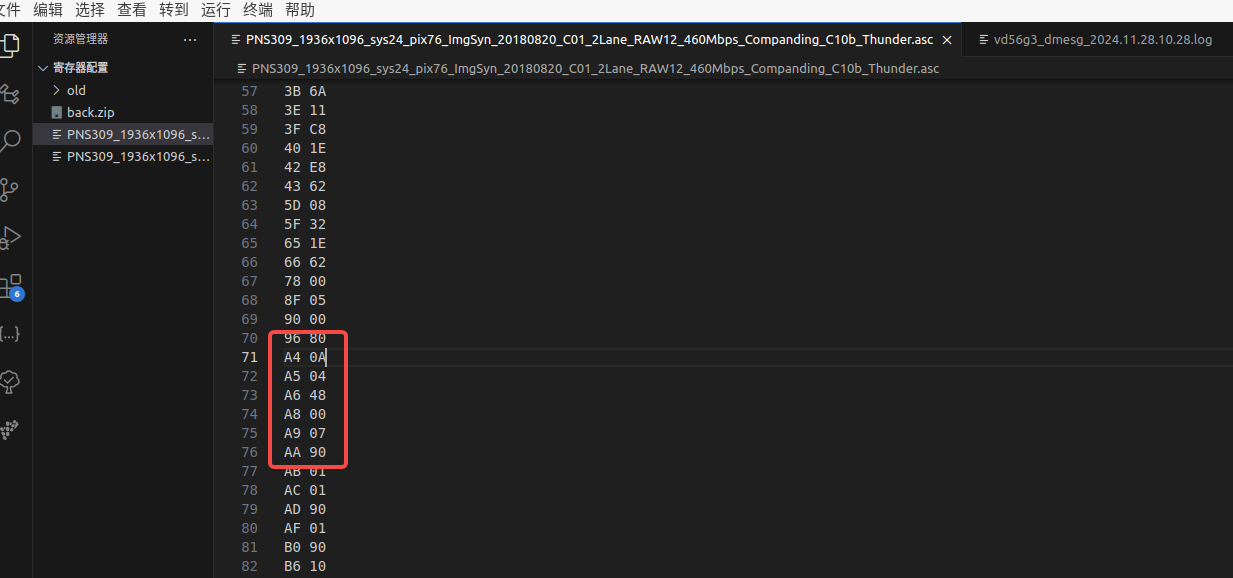 文件 编辑 选择 查看 转到 运行 终端 帮助
资源管理器 ···
PNS309_1936x1096_sys24_pix76_ImgSyn_20180820_C01_2Lane_RAW12_460Mbps_Companding_C10b_Thunder.asc
vd56g3_dmesg_2024.11.28.10.28.log
寄存器配置
PNS309_1936x1096_sys24_pix76_ImgSyn_20180820_C01_2Lane_RAW12_460Mbps_Companding_C10b_Thunder.asc
old
back.zip
PNS309_1936x1096_s...
PNS309_1936x1096_s...
6
{...}
57 3B 6A
58 3E 11
59 3F C8
60 40 1E
61 42 E8
62 43 62
63 5D 08
64 5F 32
65 65 1E
66 66 62
67 78 00
68 8F 05
69 90 00
70 96 80
71 A4 0A
72 A5 04
73 A6 48
74 A8 00
75 A9 07
76 AA 90
77 AB 01
78 AC 01
79 AD 90
80 AF 01
81 B0 90
82 B6 10